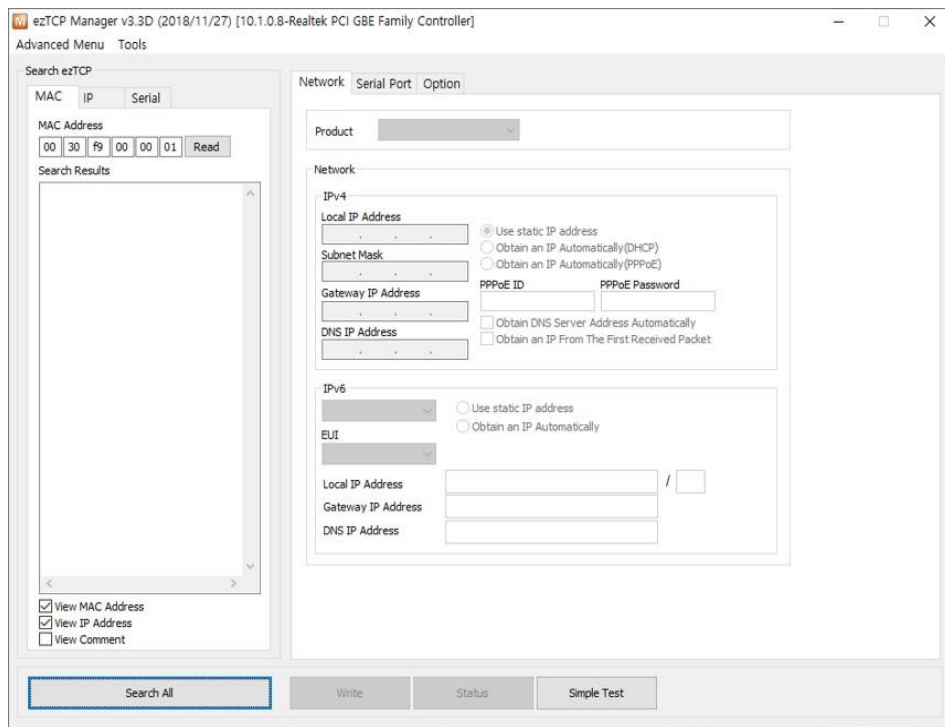 ezTCP Manager v3.3D (2018/11/27) [10.1.0.8-Realtek PCI GBE Family Controller]
Advanced Menu Tools
Search ezTCP
MAC IP Serial
MAC Address
00 30 f9 00 00 01 Read
Search Results
View MAC Address
View IP Address
View Comment
Network Serial Port Option
Product
Network
IPv4
Local IP Address
. . .
Subnet Mask
. . .
Gateway IP Address
. . .
DNS IP Address
. . .
Use static IP address
Obtain an IP Automatically(DHCP)
Obtain an IP Automatically(PPPoE)
PPPoE ID PPPoE Password
Obtain DNS Server Address Automatically
Obtain an IP From The First Received Packet
IPv6
Use static IP address
Obtain an IP Automatically
EUI
Local IP Address /
Gateway IP Address
DNS IP Address
Search All Write Status Simple Test